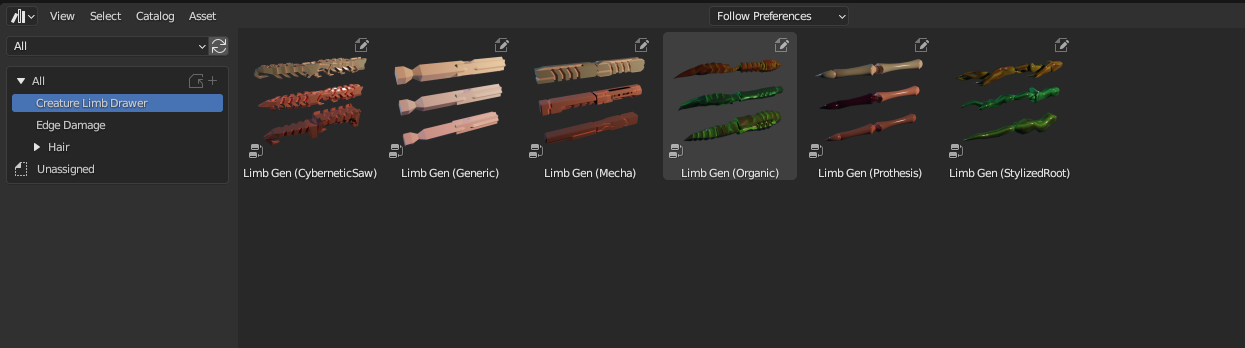 View Select Catalog Asset Follow Preferences
All
All
Creature Limb Drawer
Edge Damage
Hair
Unassigned
Limb Gen (CyberneticSaw) Limb Gen (Generic) Limb Gen (Mecha) Limb Gen (Organic) Limb Gen (Prothesis) Limb Gen (StylizedRoot)